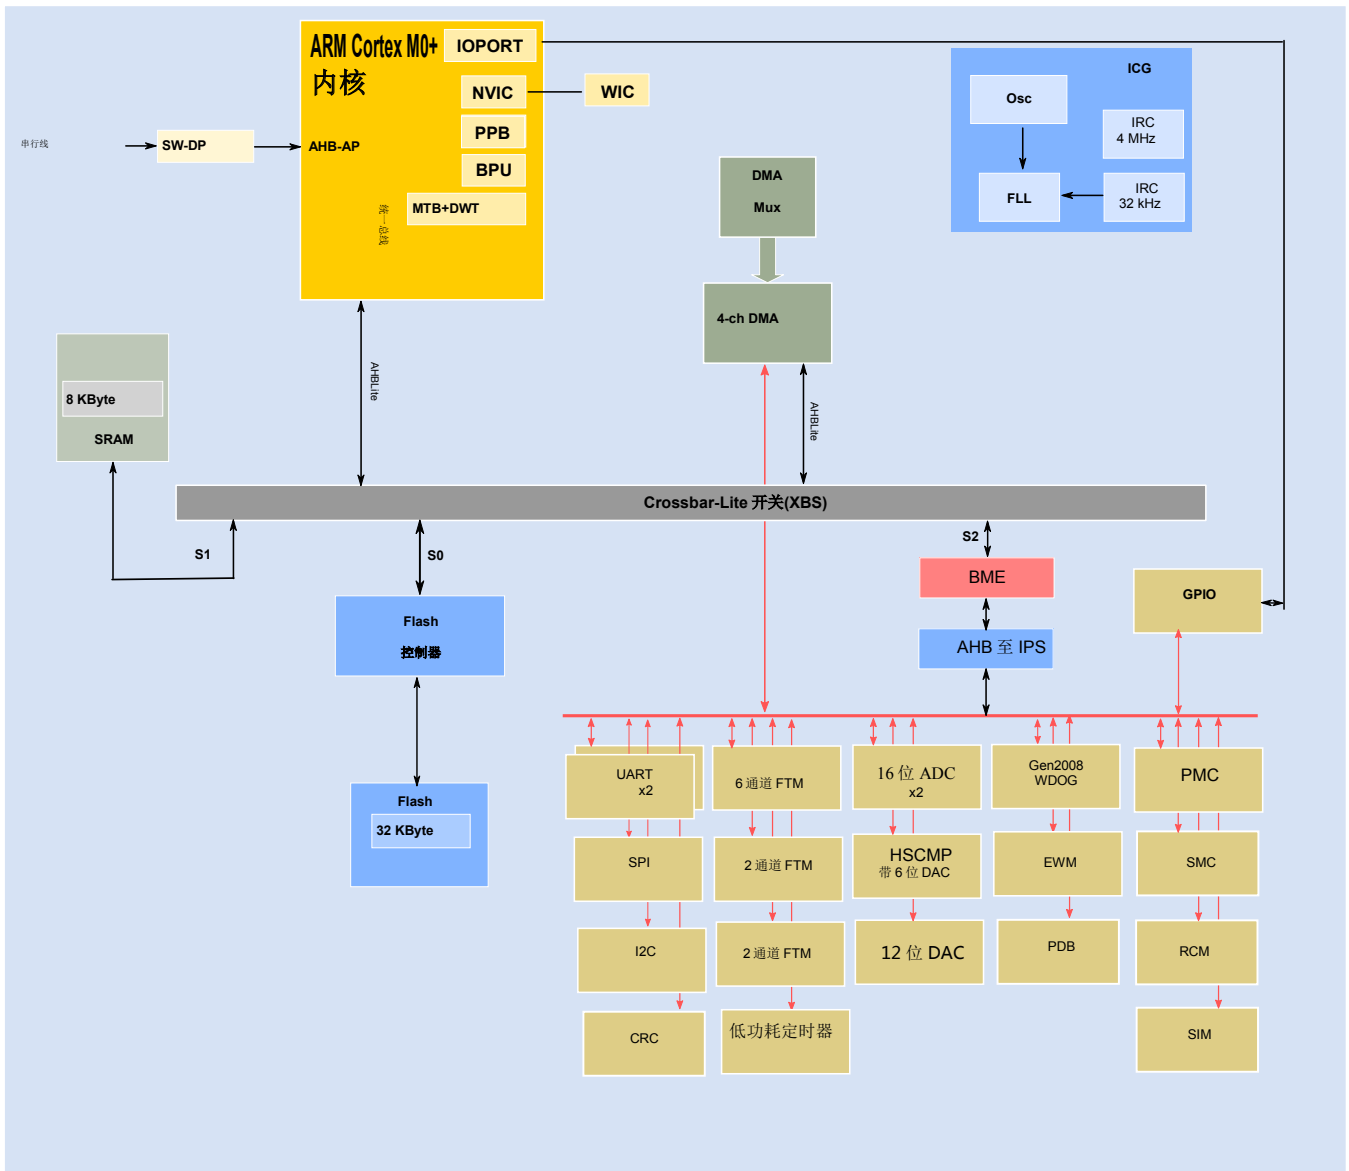 ARM Cortex M0+
内核
IOPORT
NVIC
WIC
PPB
BPU
MTB+DWT
AHB-AP
统一总线
串行线
SW-DP
ICG
Osc
IRC
4 MHz
FLL
IRC
32 kHz
DMA
Mux
4-ch DMA
AHBLite
AHBLite
8 KByte
SRAM
Crossbar-Lite 开关(XBS)
S1
S0
S2
BME
AHB 至 IPS
GPIO
Flash
控制器
Flash
32 KByte
UART
x2
6 通道 FTM
16 位 ADC
x2
Gen2008
WDOG
PMC
SPI
2 通道 FTM
HSCMP
带 6 位 DAC
EWM
SMC
I2C
2 通道 FTM
12 位 DAC
PDB
RCM
CRC
低功耗定时器
SIM